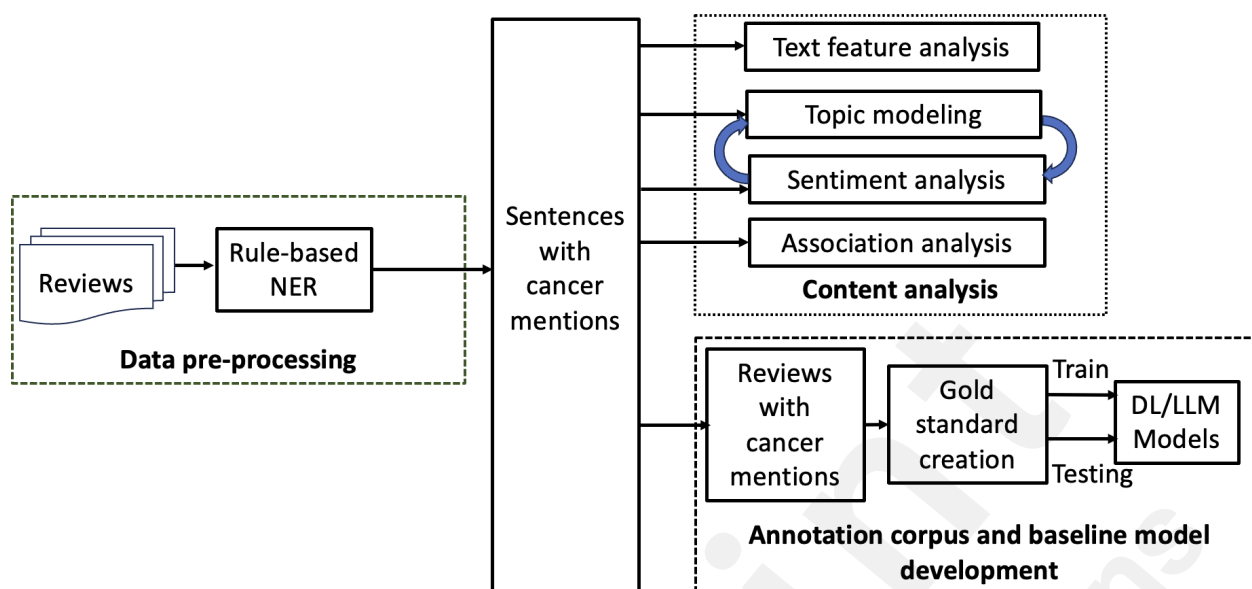 Reviews
Rule-based
NER
Data pre-processing
Sentences
with
cancer
mentions
Text feature analysis
Topic modeling
Sentiment analysis
Association analysis
Content analysis
Reviews
with
cancer
mentions
Gold
standard
creation
Train
Testing
DL/LLM
Models
Annotation corpus and baseline model
development